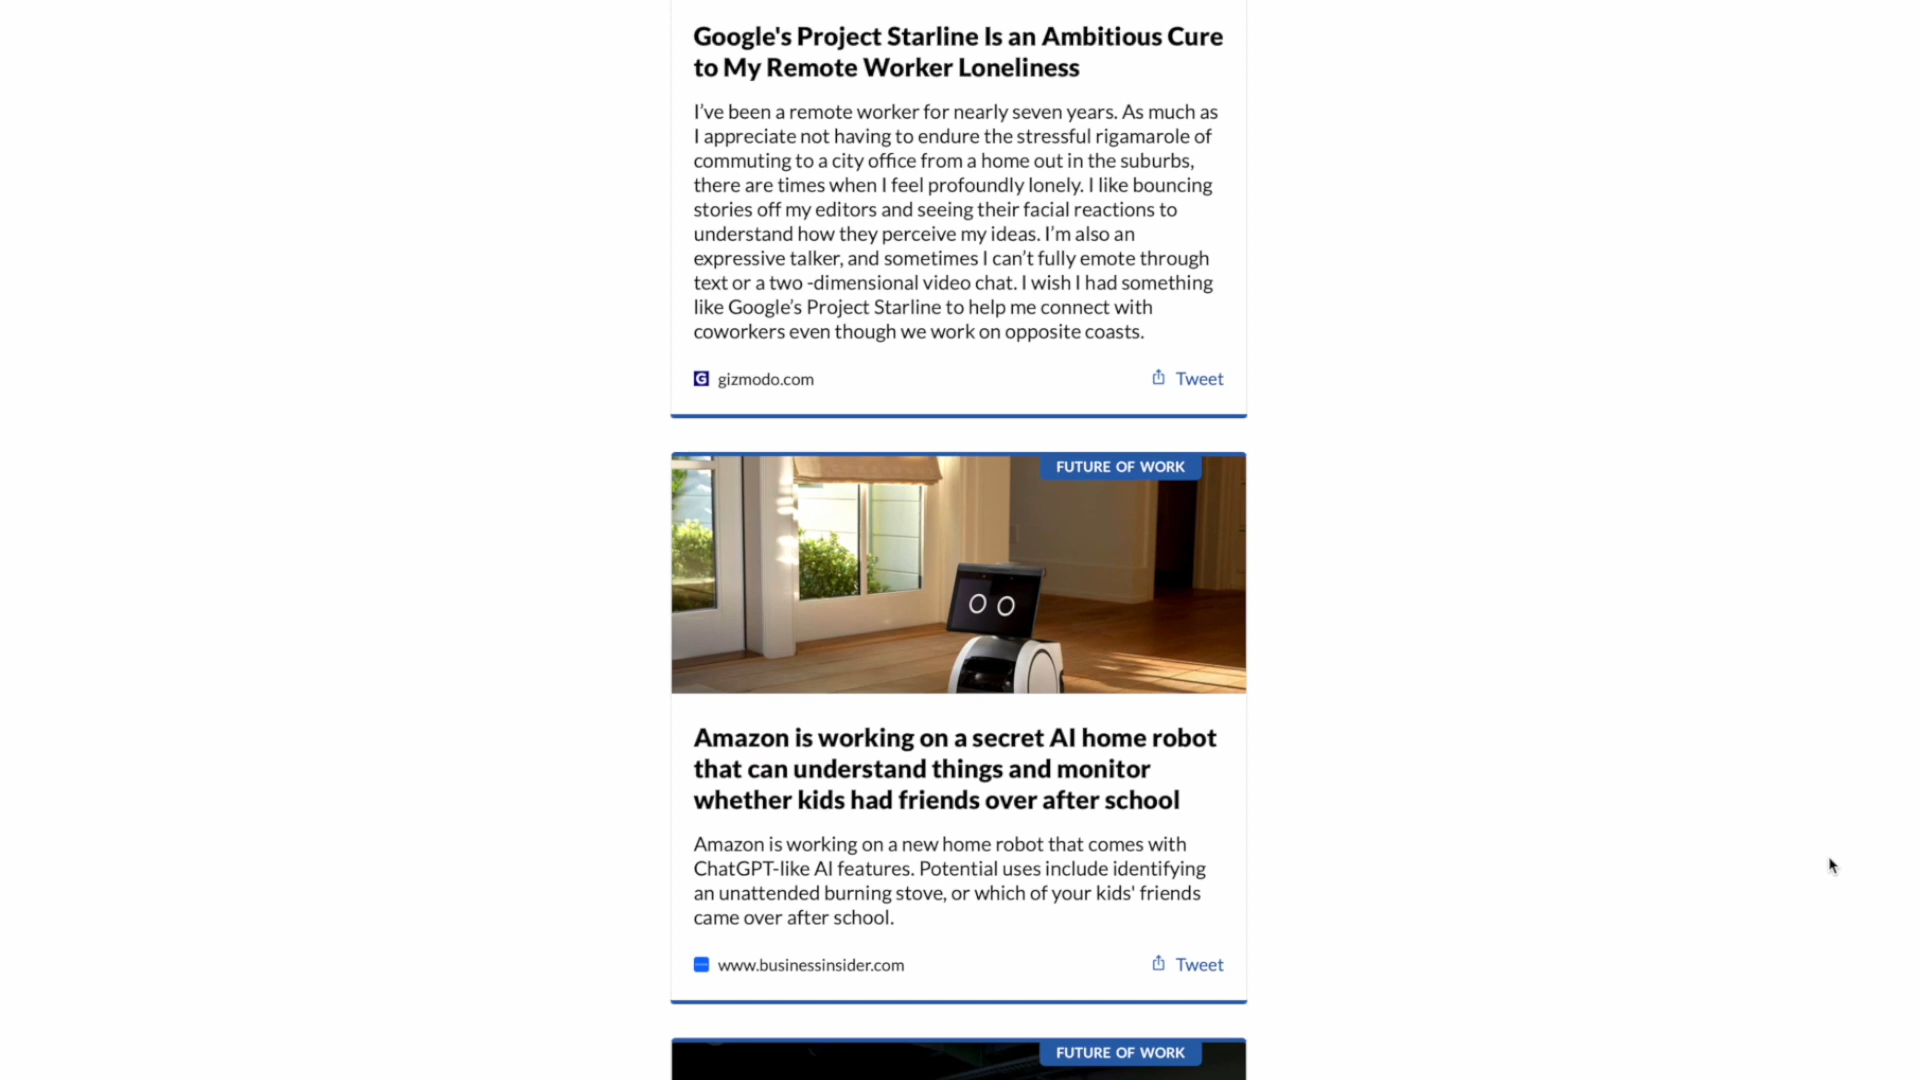 Google's Project Starline Is an Ambitious Cure
to My Remote Worker Loneliness
I’ve been a remote worker for nearly seven years. As much as
I appreciate not having to endure the stressful rigamarole of
commuting to a city office from a home out in the suburbs,
there are times when I feel profoundly lonely. I like bouncing
stories off my editors and seeing their facial reactions to
understand how they perceive my ideas. I’m also an
expressive talker, and sometimes I can’t fully emote through
text or a two -dimensional video chat. I wish I had something
like Google’s Project Starline to help me connect with
coworkers even though we work on opposite coasts.
G gizmodo.com Tweet
FUTURE OF WORK
Amazon is working on a secret AI home robot
that can understand things and monitor
whether kids had friends over after school
Amazon is working on a new home robot that comes with
ChatGPT-like AI features. Potential uses include identifying
an unattended burning stove, or which of your kids' friends
came over after school.
www.businessinsider.com Tweet
FUTURE OF WORK